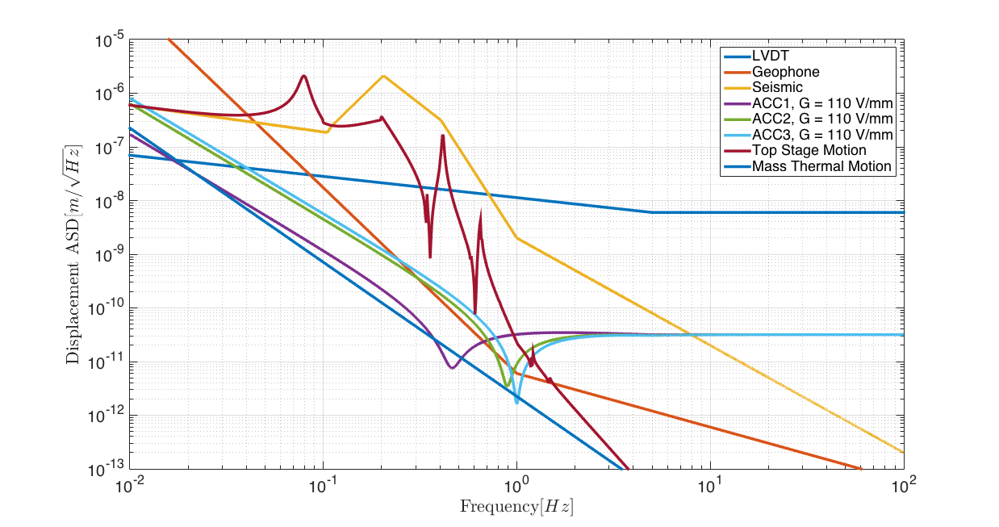 10^-5
10^-6
10^-7
10^-8
10^-9
10^-10
10^-11
10^-12
10^-13
Displacement ASD[m/√Hz]
LVDT
Geophone
Seismic
ACC1, G = 110 V/mm
ACC2, G = 110 V/mm
ACC3, G = 110 V/mm
Top Stage Motion
Mass Thermal Motion
10^-2 10^-1 10^0 10^1 10^2
Frequency[Hz]